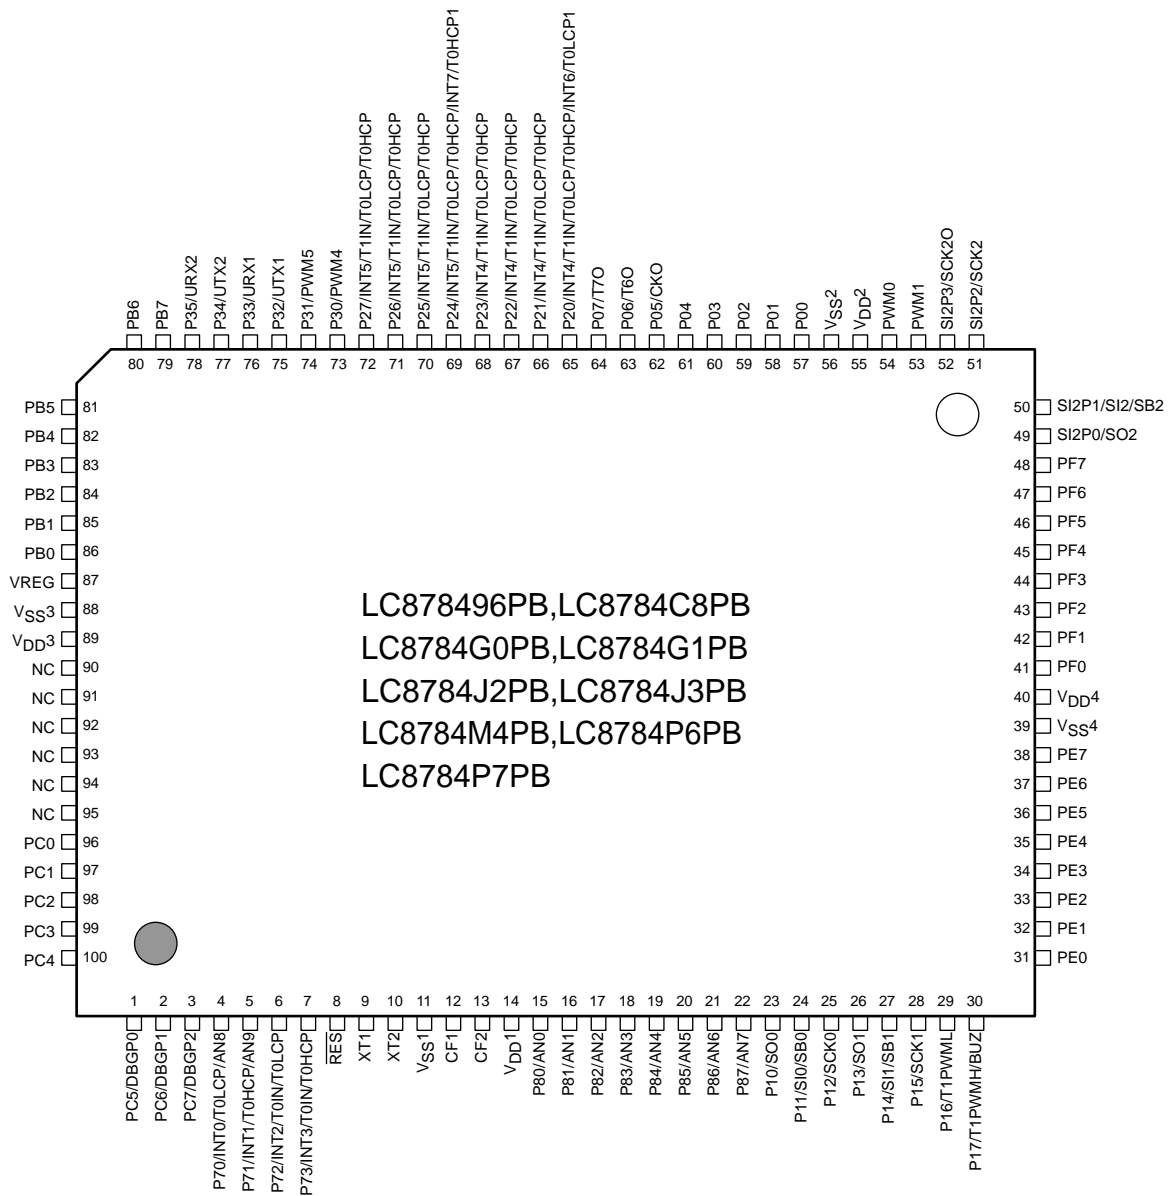 P27/INT5/T1IN/T0LCP/T0HCP
P26/INT5/T1IN/T0LCP/T0HCP
P25/INT5/T1IN/T0LCP/T0HCP
P24/INT5/T1IN/T0LCP/T0HCP/INT7/T0HCP1
P23/INT4/T1IN/T0LCP/T0HCP
P22/INT4/T1IN/T0LCP/T0HCP
P21/INT4/T1IN/T0LCP/T0HCP
P20/INT4/T1IN/T0LCP/T0HCP/INT6/T0LCP1
PB6
PB7
P35/URX2
P34/UTX2
P33/URX1
P32/UTX1
P31/PWM5
P30/PWM4
P07/T7O
P06/T6O
P05/CKO
P04
P03
P02
P01
P00
VSS2
VDD2
PWM0
PWM1
SI2P3/SCK2O
SI2P2/SCK2
80 79 78 77 76 75 74 73 72 71 70 69 68 67 66 65 64 63 62 61 60 59 58 57 56 55 54 53 52 51
PB5 81
PB4 82
PB3 83
PB2 84
PB1 85
PB0 86
VREG 87
VSS3 88
VDD3 89
NC 90
NC 91
NC 92
NC 93
NC 94
NC 95
PC0 96
PC1 97
PC2 98
PC3 99
PC4 100
LC878496PB,LC8784C8PB
LC8784G0PB,LC8784G1PB
LC8784J2PB,LC8784J3PB
LC8784M4PB,LC8784P6PB
LC8784P7PB
50 SI2P1/SI2/SB2
49 SI2P0/SO2
48 PF7
47 PF6
46 PF5
45 PF4
44 PF3
43 PF2
42 PF1
41 PF0
40 VDD4
39 VSS4
38 PE7
37 PE6
36 PE5
35 PE4
34 PE3
33 PE2
32 PE1
31 PE0
1 2 3 4 5 6 7 8 9 10 11 12 13 14 15 16 17 18 19 20 21 22 23 24 25 26 27 28 29 30
PC5/DBGP0
PC6/DBGP1
PC7/DBGP2
P70/INT0/T0LCP/AN8
P71/INT1/T0HCP/AN9
P72/INT2/T0IN/T0LCP
P73/INT3/T0IN/T0HCP
RES
XT1
XT2
VSS1
CF1
CF2
VDD1
P80/AN0
P81/AN1
P82/AN2
P83/AN3
P84/AN4
P85/AN5
P86/AN6
P87/AN7
P10/SO0
P11/SI0/SB0
P12/SCK0
P13/SO1
P14/SI1/SB1
P15/SCK1
P16/T1PWML
P17/T1PWMH/BUZ